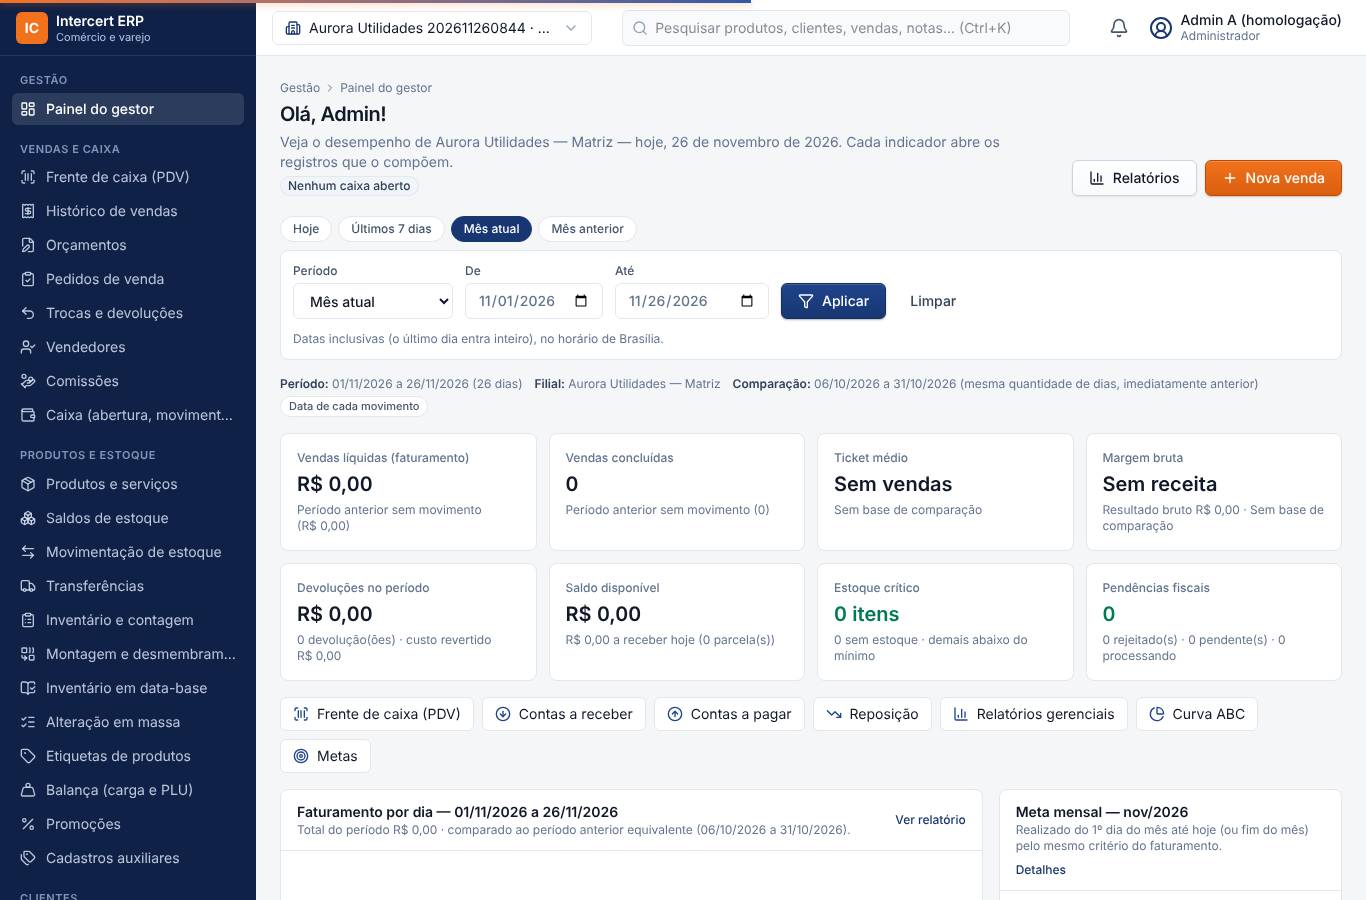 IC
Intercert ERP
Comércio e varejo
Aurora Utilidades 202611260844 · ...
Pesquisar produtos, clientes, vendas, notas... (Ctrl+K)
Admin A (homologação)
Administrador
GESTÃO
Painel do gestor
VENDAS E CAIXA
Frente de caixa (PDV)
Histórico de vendas
Orçamentos
Pedidos de venda
Trocas e devoluções
Vendedores
Comissões
Caixa (abertura, moviment...
PRODUTOS E ESTOQUE
Produtos e serviços
Saldos de estoque
Movimentação de estoque
Transferências
Inventário e contagem
Montagem e desmembram...
Inventário em data-base
Alteração em massa
Etiquetas de produtos
Balança (carga e PLU)
Promoções
Cadastros auxiliares
CLIENTES
Gestão > Painel do gestor
Olá, Admin!
Veja o desempenho de Aurora Utilidades — Matriz — hoje, 26 de novembro de 2026. Cada indicador abre os
registros que o compõem.
Nenhum caixa aberto
Relatórios
Nova venda
Hoje
Últimos 7 dias
Mês atual
Mês anterior
Período
De
Até
Mês atual
11/01/2026
11/26/2026
Aplicar
Limpar
Datas inclusivas (o último dia entra inteiro), no horário de Brasília.
Período: 01/11/2026 a 26/11/2026 (26 dias) Filial: Aurora Utilidades — Matriz Comparação: 06/10/2026 a 31/10/2026 (mesma quantidade de dias, imediatamente anterior)
Data de cada movimento
Vendas líquidas (faturamento)
R$ 0,00
Período anterior sem movimento
(R$ 0,00)
Vendas concluídas
0
Período anterior sem movimento (0)
Ticket médio
Sem vendas
Sem base de comparação
Margem bruta
Sem receita
Resultado bruto R$ 0,00 · Sem base de
comparação
Devoluções no período
R$ 0,00
0 devolução(ões) · custo revertido
R$ 0,00
Saldo disponível
R$ 0,00
R$ 0,00 a receber hoje (0 parcela(s))
Estoque crítico
0 itens
0 sem estoque · demais abaixo do
mínimo
Pendências fiscais
0
0 rejeitado(s) · 0 pendente(s) · 0
processando
Frente de caixa (PDV)
Contas a receber
Contas a pagar
Reposição
Relatórios gerenciais
Curva ABC
Metas
Faturamento por dia — 01/11/2026 a 26/11/2026
Total do período R$ 0,00 · comparado ao período anterior equivalente (06/10/2026 a 31/10/2026).
Ver relatório
Meta mensal — nov/2026
Realizado do 1º dia do mês até hoje (ou fim do mês)
pelo mesmo critério do faturamento.
Detalhes